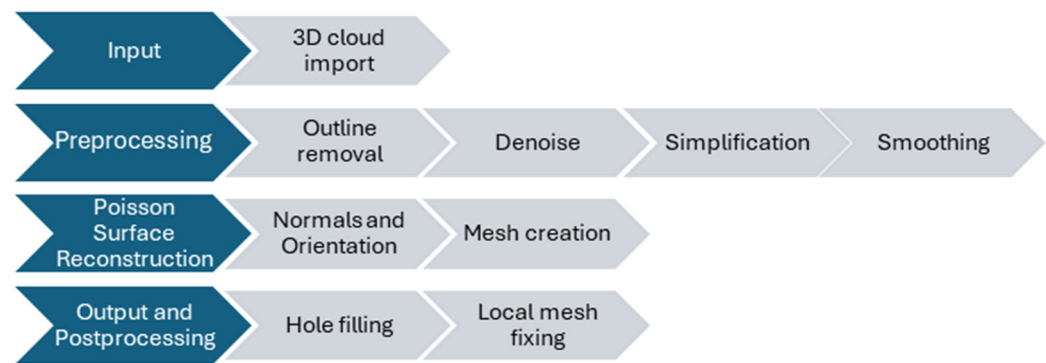 Input
3D cloud
import
Preprocessing
Outline
removal
Denoise
Simplification
Smoothing
Poisson
Surface
Reconstruction
Normals and
Orientation
Mesh creation
Output and
Postprocessing
Hole filling
Local mesh
fixing